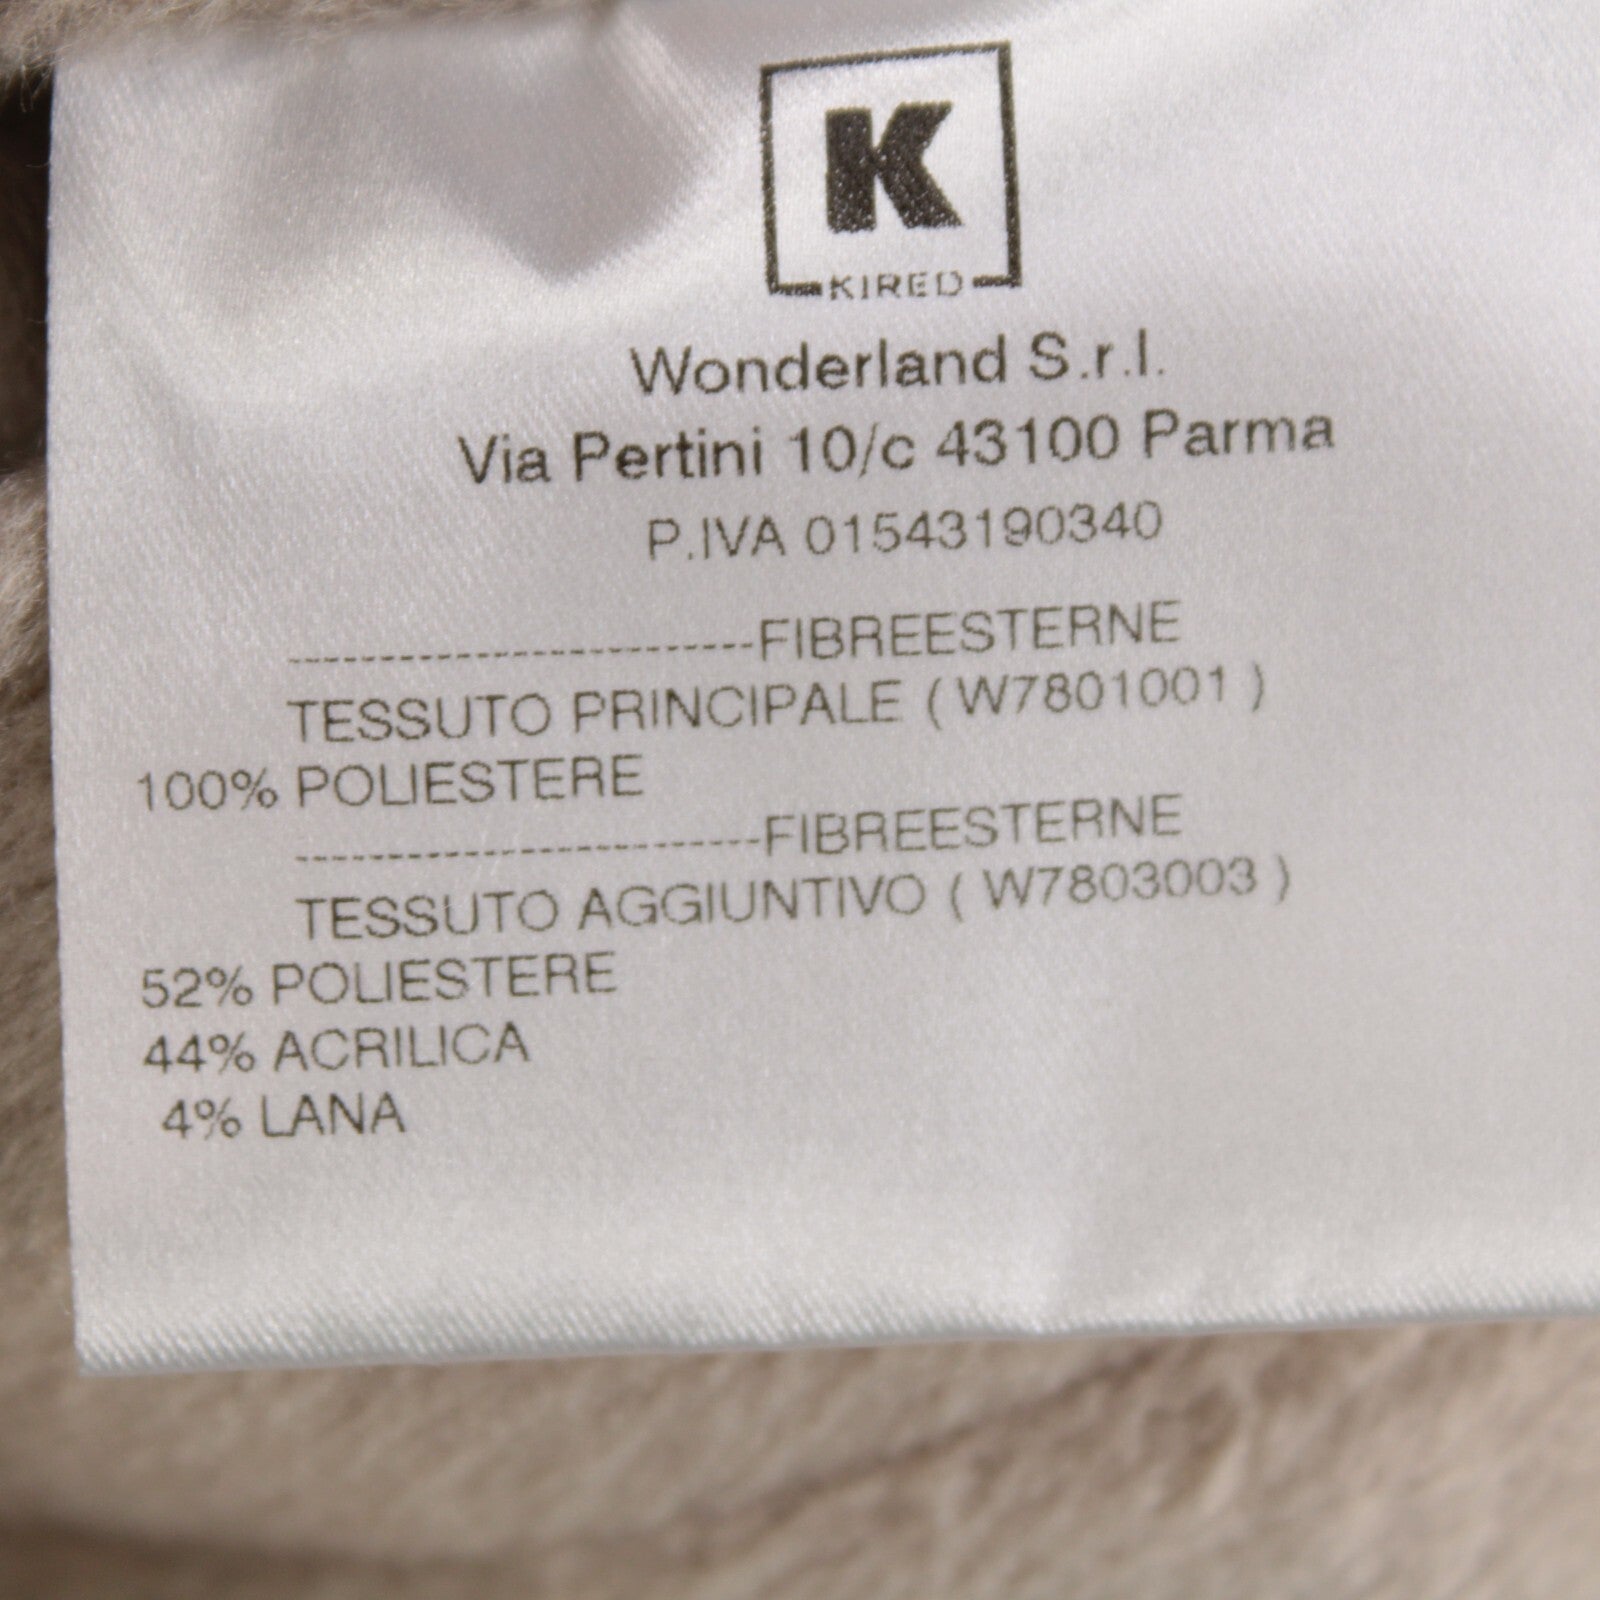 K
KIRED
Wonderland S.r.l.
Via Pertini 10/c 43100 Parma
P.IVA 01543190340
------------------------FIBREESTERNE
TESSUTO PRINCIPALE ( W7801001 )
100% POLIESTERE
------------------------FIBREESTERNE
TESSUTO AGGIUNTIVO ( W7803003 )
52% POLIESTERE
44% ACRILICA
4% LANA